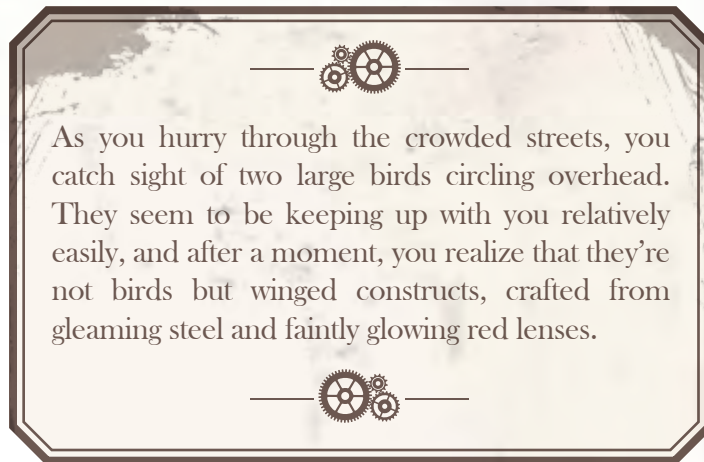 As you hurry through the crowded streets, you
catch sight of two large birds circling overhead.
They seem to be keeping up with you relatively
easily, and after a moment, you realize that they’re
not birds but winged constructs, crafted from
gleaming steel and faintly glowing red lenses.